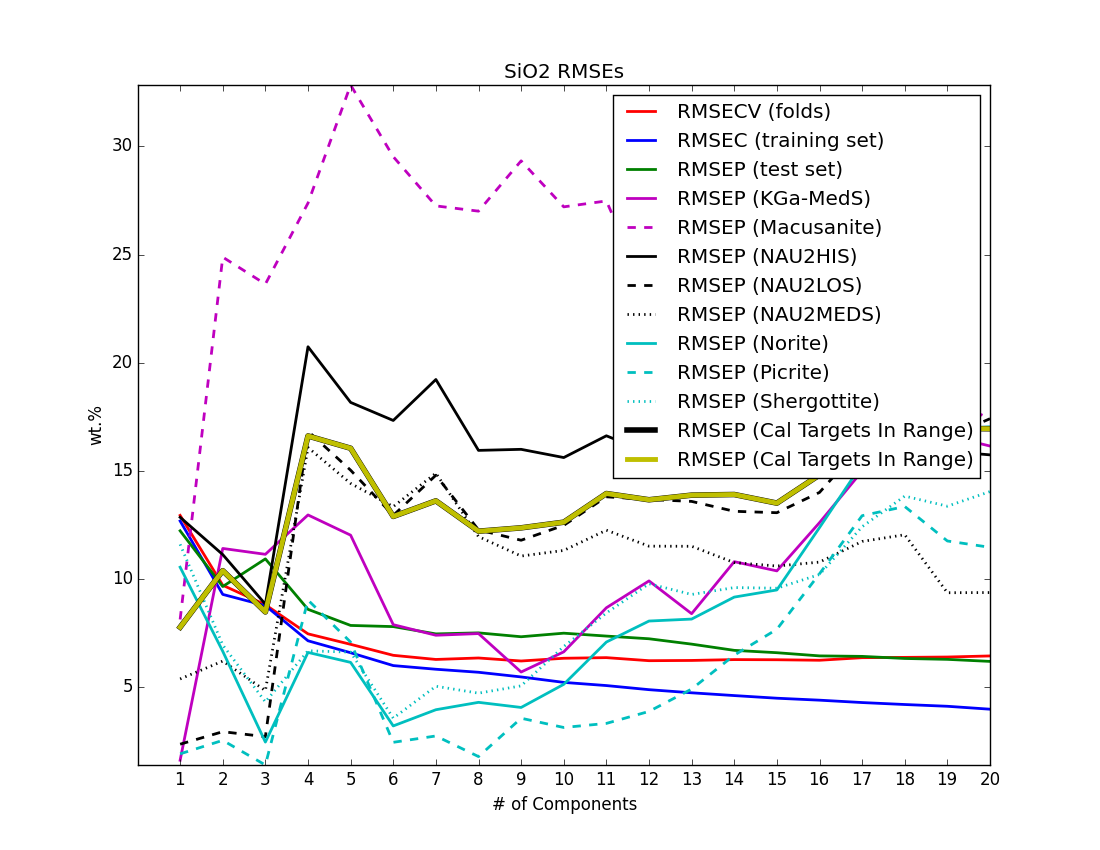 SiO2 RMSEs
wt.%
30
25
20
15
10
5
RMSECV (folds)
RMSEC (training set)
RMSEP (test set)
RMSEP (KGa-MedS)
RMSEP (Macusanite)
RMSEP (NAU2HIS)
RMSEP (NAU2LOS)
RMSEP (NAU2MEDS)
RMSEP (Norite)
RMSEP (Picrite)
RMSEP (Shergottite)
RMSEP (Cal Targets In Range)
RMSEP (Cal Targets In Range)
1 2 3 4 5 6 7 8 9 10 11 12 13 14 15 16 17 18 19 20
# of Components